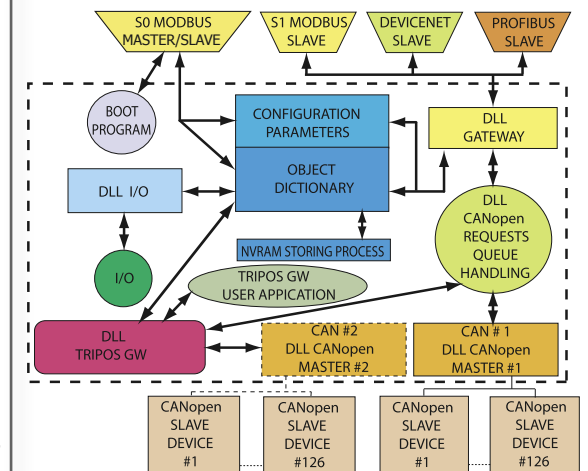 S0 MODBUS
MASTER/SLAVE
S1 MODBUS
SLAVE
DEVICENET
SLAVE
PROFIBUS
SLAVE
BOOT
PROGRAM
CONFIGURATION
PARAMETERS
DLL
GATEWAY
DLL I/O
OBJECT
DICTIONARY
DLL
CANopen
REQUESTS
QUEUE
HANDLING
NVRAM STORING PROCESS
I/O
TRIPOS GW
USER APICATION
DLL
TRIPOS GW
CAN #2
DLL CANopen
MASTER #2
CAN # 1
DLL CANopen
MASTER #1
CANopen
SLAVE
DEVICE
#1
CANopen
SLAVE
DEVICE
#126
CANopen
SLAVE
DEVICE
#1
CANopen
SLAVE
DEVICE
#126